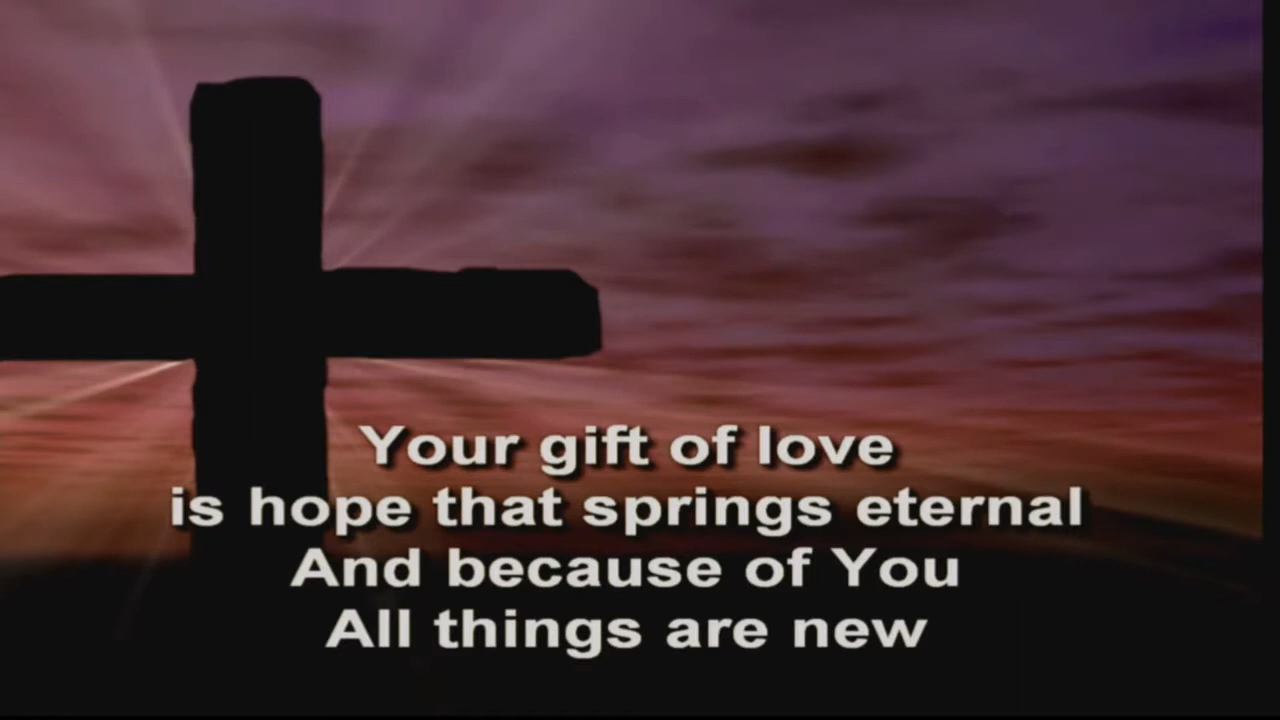 Your gift of love
is hope that springs eternal
And because of You
All things are new